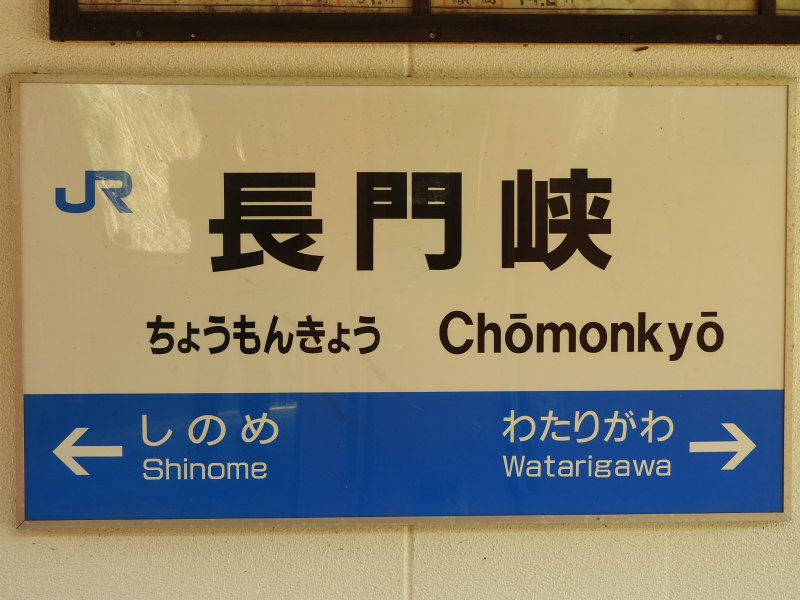 JR
長門峡
ちょうもんきょう Chōmonkyō
← しのめ
Shinome
わたりがわ →
Watarigawa